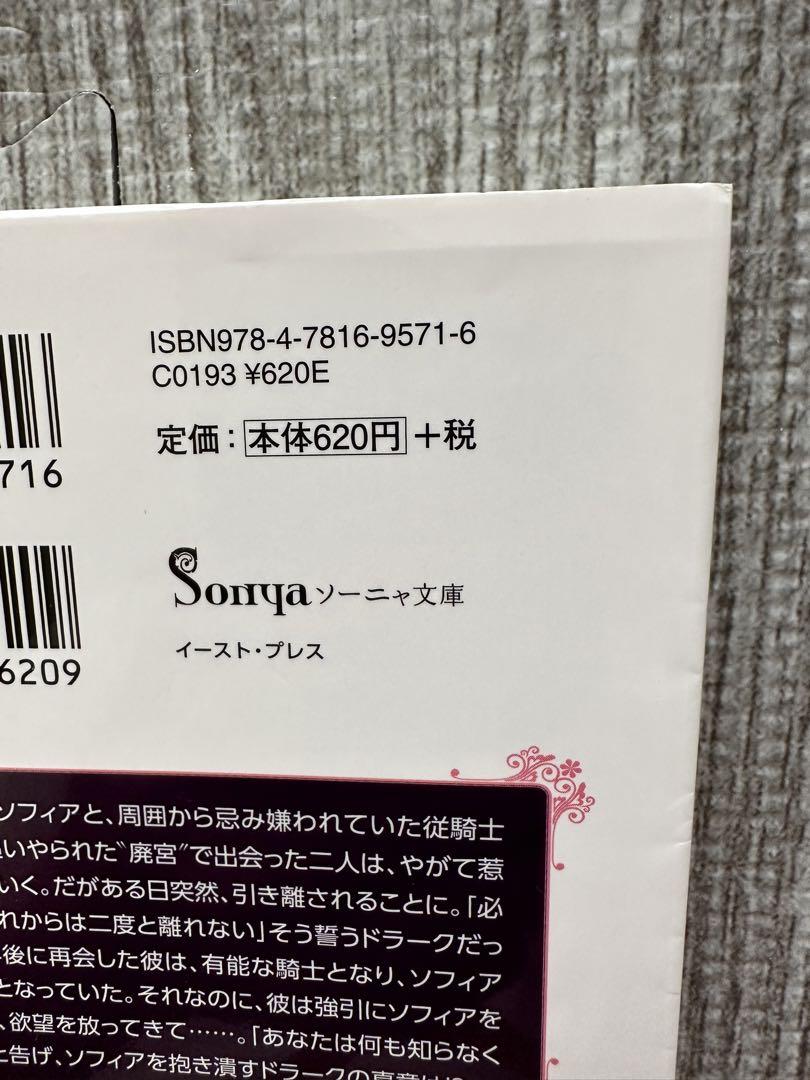 ISBN978-4-7816-9571-6
C0193 ¥620E
定価：本体620円+税
716
Sonya ソーニャ文庫
6209
イースト・プレス
ソフィアと、周囲から忌み嫌われていた従騎士
いやられた〝廃宮〟で出会った二人は、やがて惹
いく。だがある日突然、引き離されることに。「必
れからは二度と離れない」そう誓うドラークだっ
後に再会した彼は、有能な騎士となり、ソフィア
となっていた。それなのに、彼は強引にソフィアを
、欲望を放ってきて……。「あなたは何も知らなく
と告げ、ソフィアを抱き潰すドラークの真意は